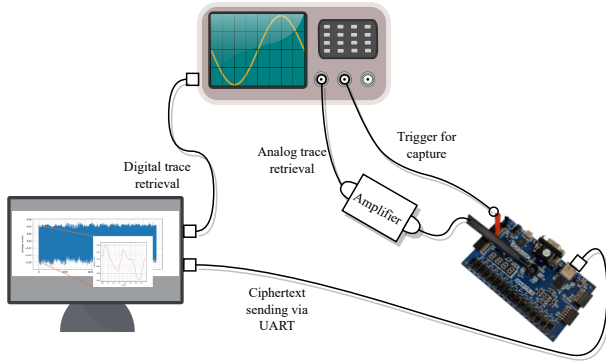 Trigger for
capture
Analog trace
retrieval
Digital trace
retrieval
Amplifier
Ciphertext
sending via
UART